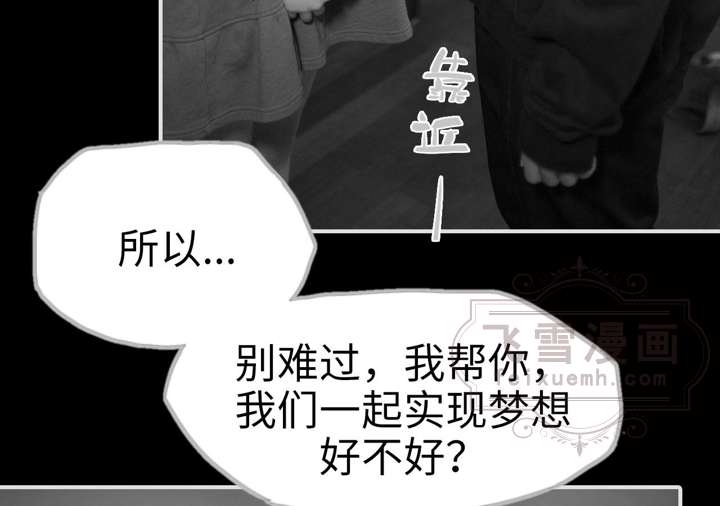 靠近
所以...
别难过，我帮你，
我们一起实现梦想
好不好？
飞雪漫画
feixuemh.com